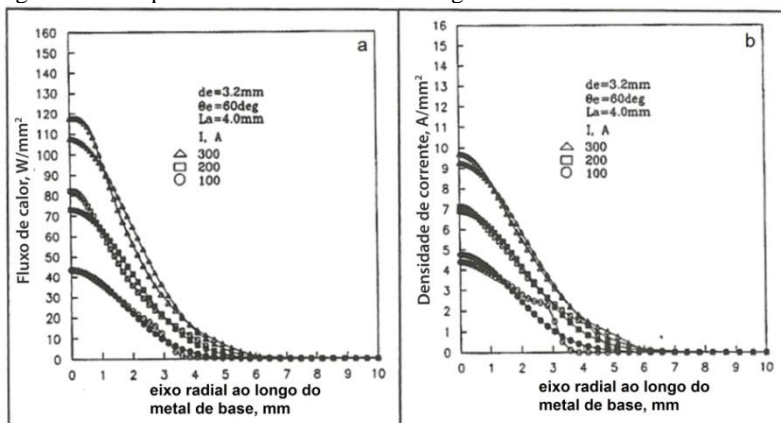 a
160
150
140
130
120
110
100
90
80
70
60
50
40
30
20
10
0
Fluxo de calor, W/mm²
de=3.2mm
θe=60deg
La=4.0mm
I, A
300
200
100
0 1 2 3 4 5 6 7 8 9 10
eixo radial ao longo do
metal de base, mm
b
16
15
14
13
12
11
10
9
8
7
6
5
4
3
2
1
0
Densidade de corrente, A/mm²
de=3.2mm
θe=60deg
La=4.0mm
I, A
300
200
100
0 1 2 3 4 5 6 7 8 9 10
eixo radial ao longo do
metal de base, mm